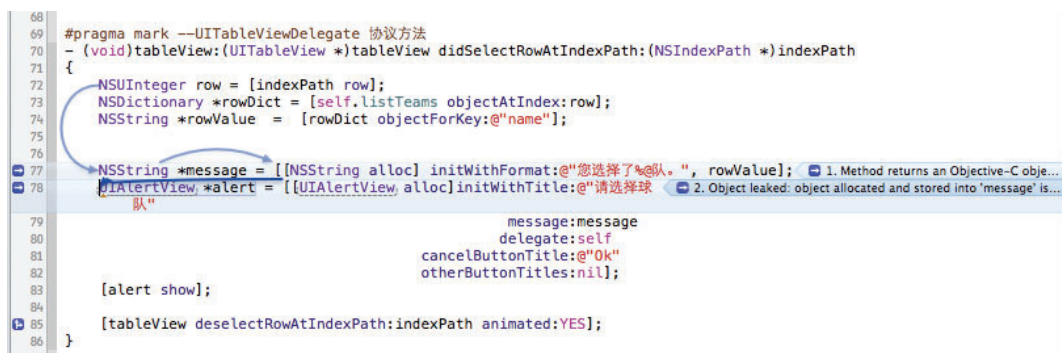 68
69 #pragma mark --UITableViewDelegate 协议方法
70 - (void)tableView:(UITableView *)tableView didSelectRowAtIndexPath:(NSIndexPath *)indexPath
71 {
72 NSUInteger row = [indexPath row];
73 NSDictionary *rowDict = [self.listTeams objectAtIndex:row];
74 NSString *rowValue = [rowDict objectForKey:@"name"];
75
76
77 NSString *message = [[NSString alloc] initWithFormat:@"您选择了%@队。", rowValue]; 1. Method returns an Objective-C obje...
78 UIAlertView *alert = [[UIAlertView alloc]initWithTitle:@"请选择球 2. Object leaked: object allocated and stored into 'message' is...
队"
79 message:message
80 delegate:self
81 cancelButtonTitle:@"Ok"
82 otherButtonTitles:nil];
83 [alert show];
84
85 [tableView deselectRowAtIndexPath:indexPath animated:YES];
86 }